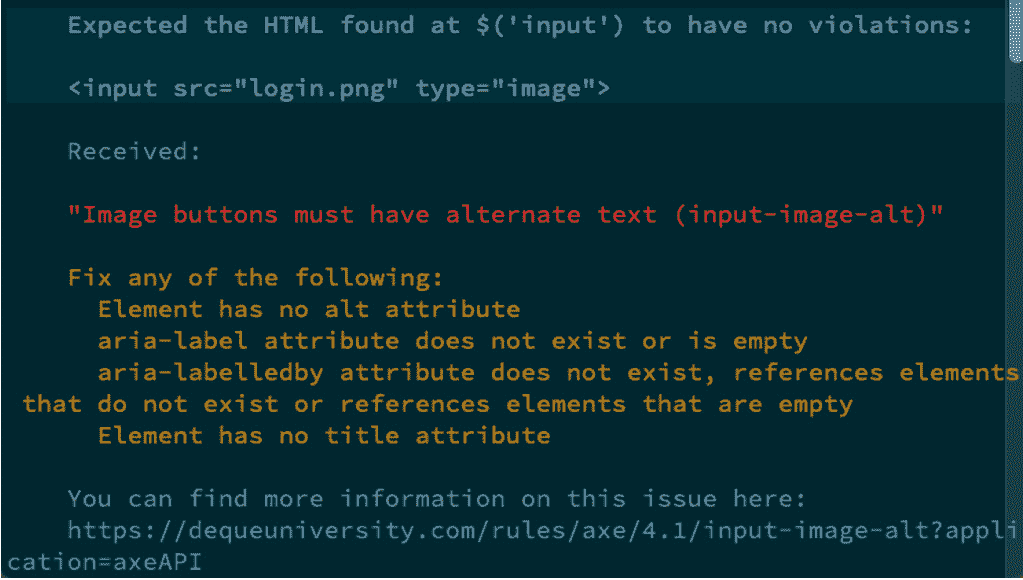 Expected the HTML found at $('input') to have no violations:
<input src="login.png" type="image">
Received:
"Image buttons must have alternate text (input-image-alt)"
Fix any of the following:
Element has no alt attribute
aria-label attribute does not exist or is empty
aria-labelledby attribute does not exist, references elements
that do not exist or references elements that are empty
Element has no title attribute
You can find more information on this issue here:
https://dequeuniversity.com/rules/axe/4.1/input-image-alt?appli
cation=axeAPI